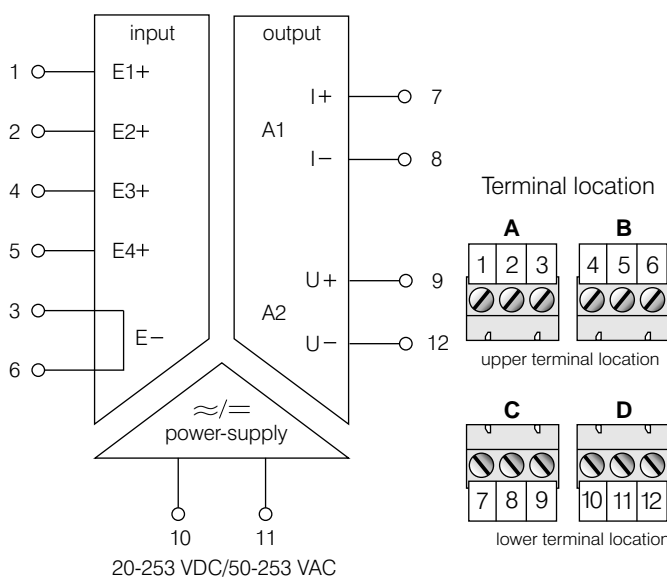 input
output
1 E1+
2 E2+
4 E3+
5 E4+
3
E−
6
I+ 7
A1
I− 8
U+ 9
A2
U− 12
≂/=
power-supply
10 11
20-253 VDC/50-253 VAC
Terminal location
A B
1 2 3 4 5 6
upper terminal location
C D
7 8 9 10 11 12
lower terminal location